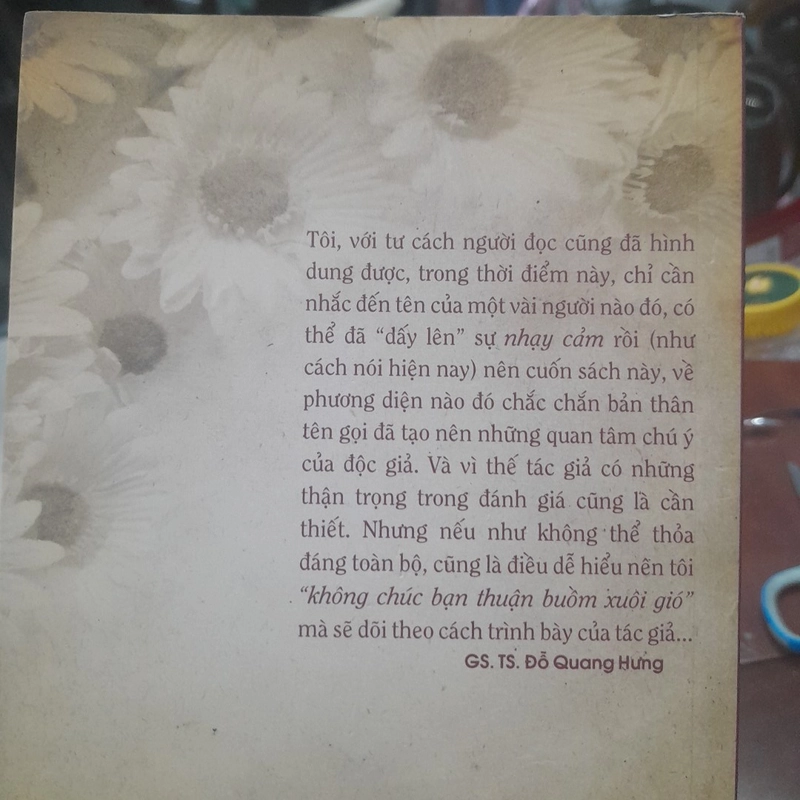 Tôi, với tư cách người đọc cũng đã hình
dung được, trong thời điểm này, chỉ cần
nhắc đến tên của một vài người nào đó, có
thể đã “dấy lên” sự nhạy cảm rồi (như
cách nói hiện nay) nên cuốn sách này, về
phương diện nào đó chắc chắn bản thân
tên gọi đã tạo nên những quan tâm chú ý
của độc giả. Và vì thế tác giả có những
thận trọng trong đánh giá cũng là cần
thiết. Nhưng nếu như không thể thỏa
đáng toàn bộ, cũng là điều dễ hiểu nên tôi
“không chúc bạn thuận buồm xuôi gió”
mà sẽ dõi theo cách trình bày của tác giả...
GS. TS. Đỗ Quang Hưng